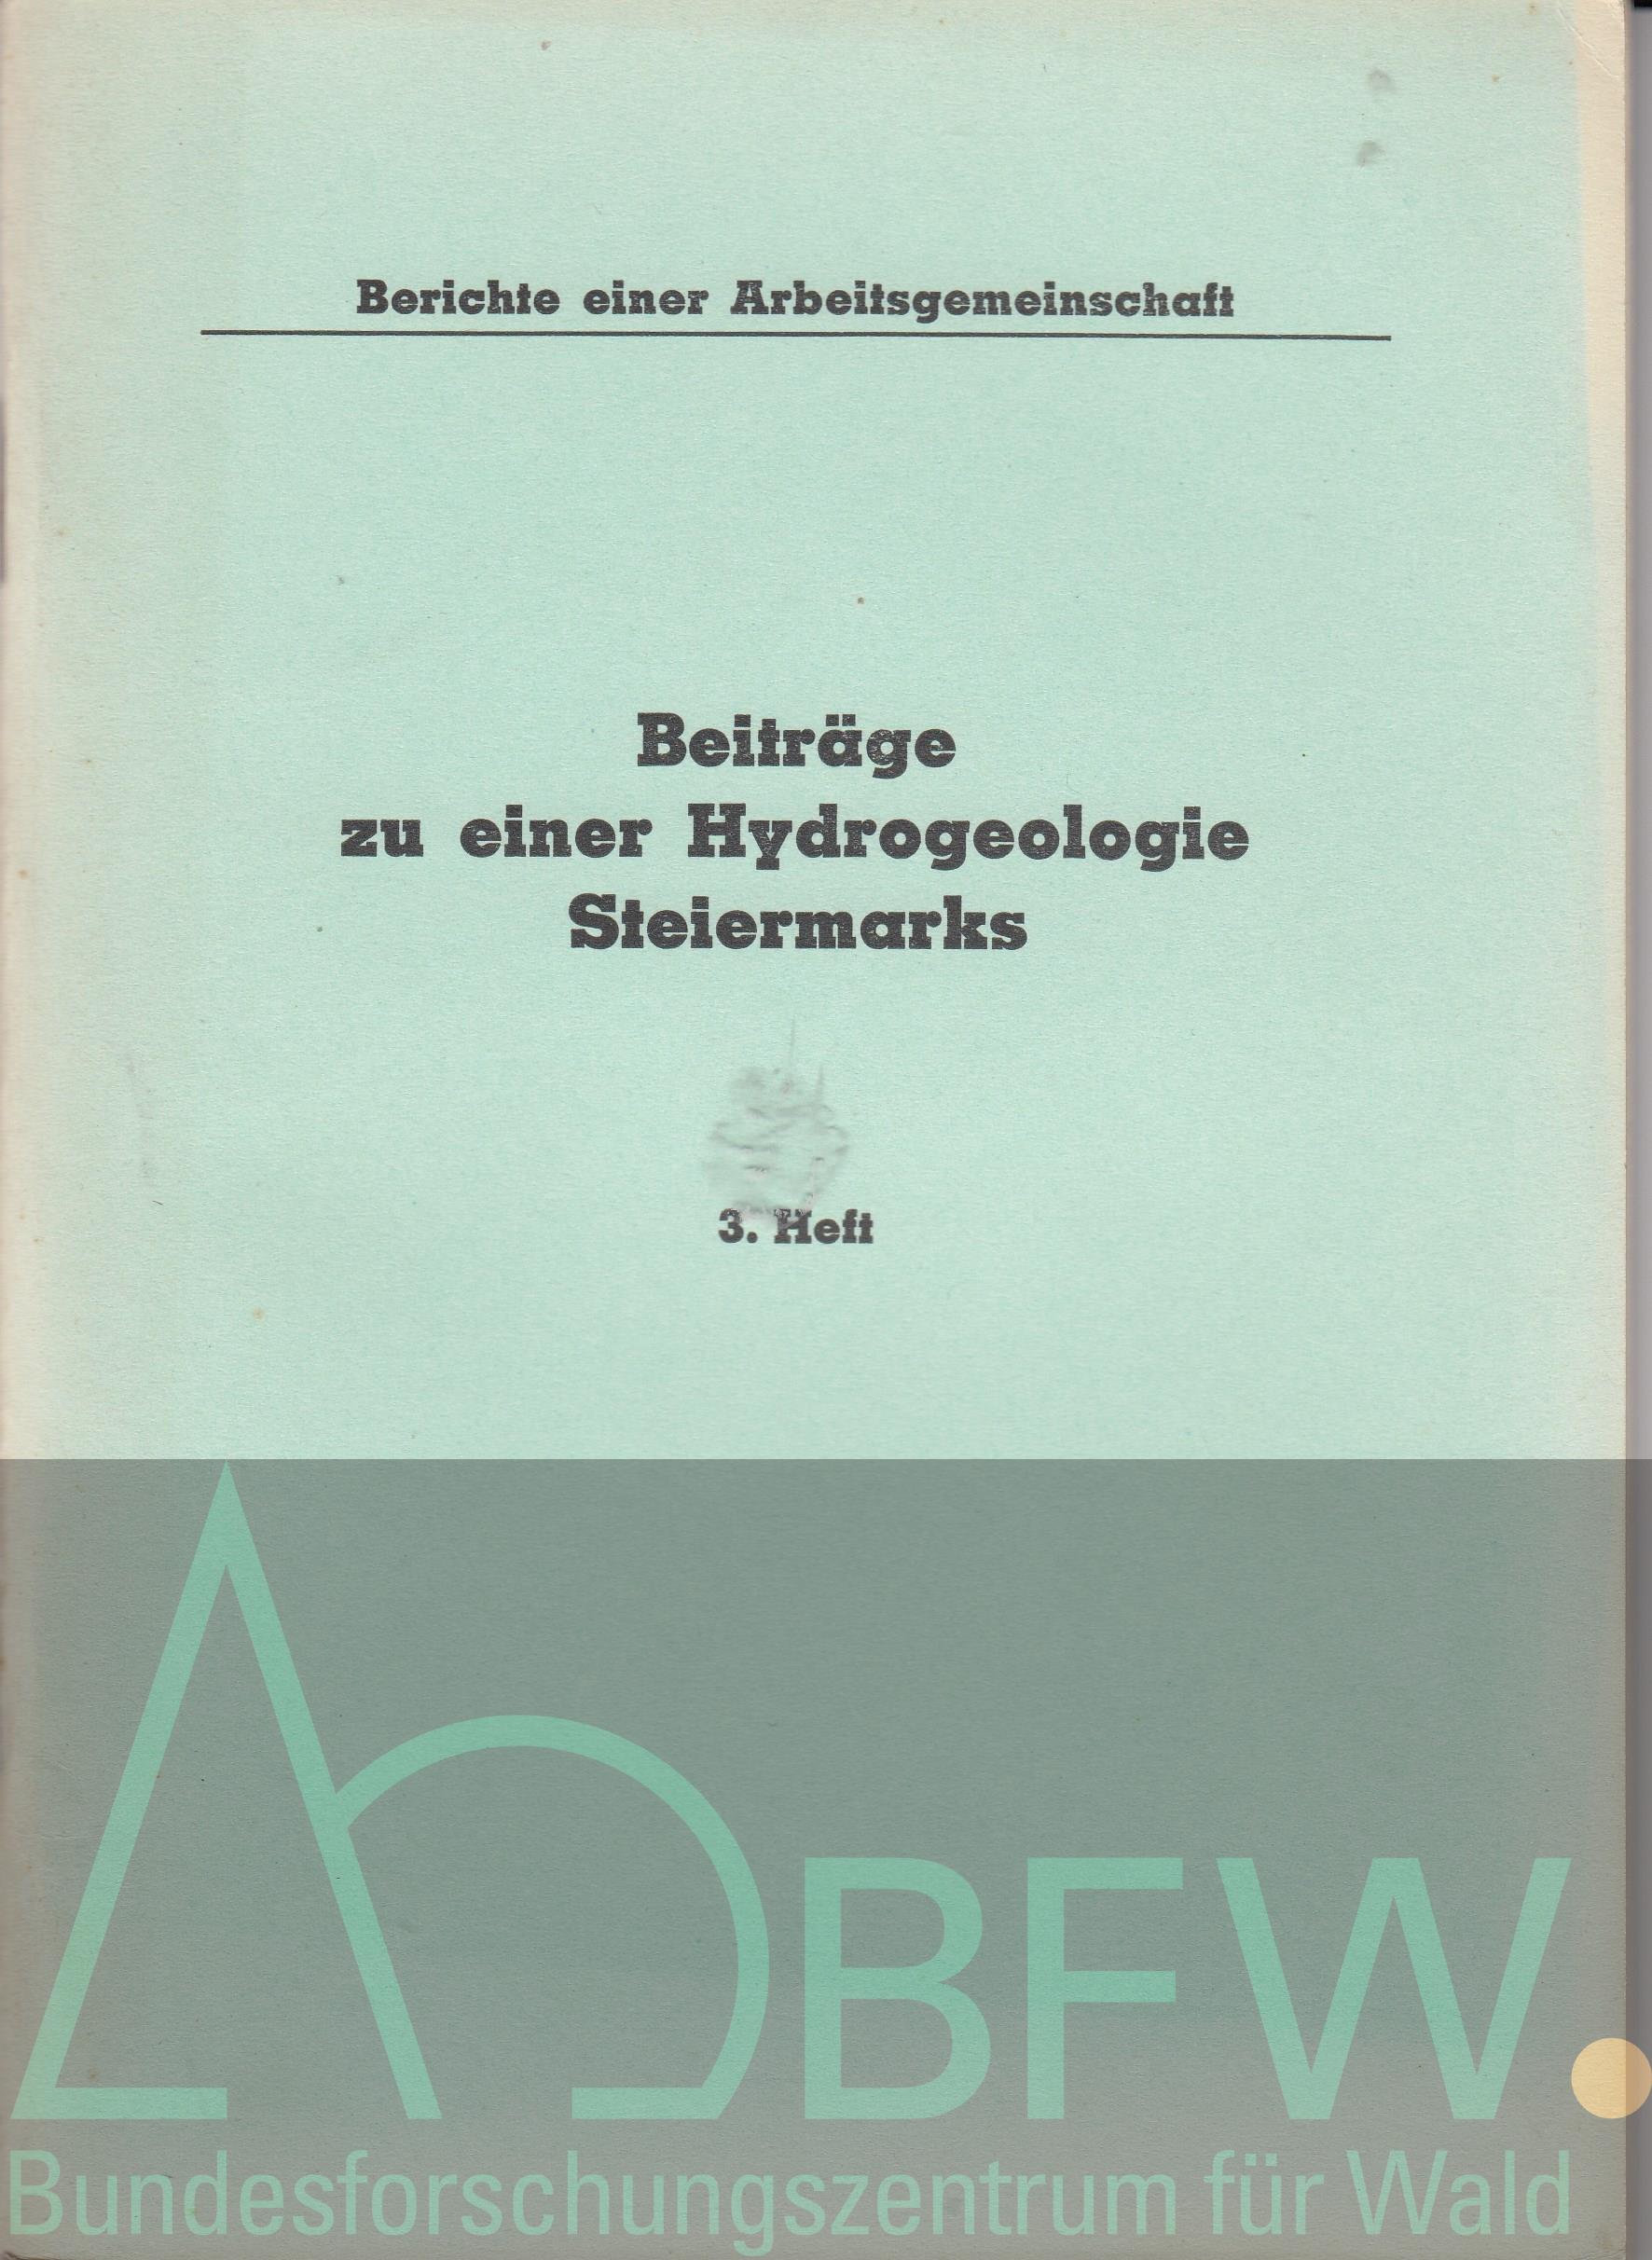 Berichte einer Arbeitsgemeinschaft
Beiträge
zu einer Hydrogeologie
Steiermarks
3. Heft
BFW.
Bundesforschungszentrum für Wald